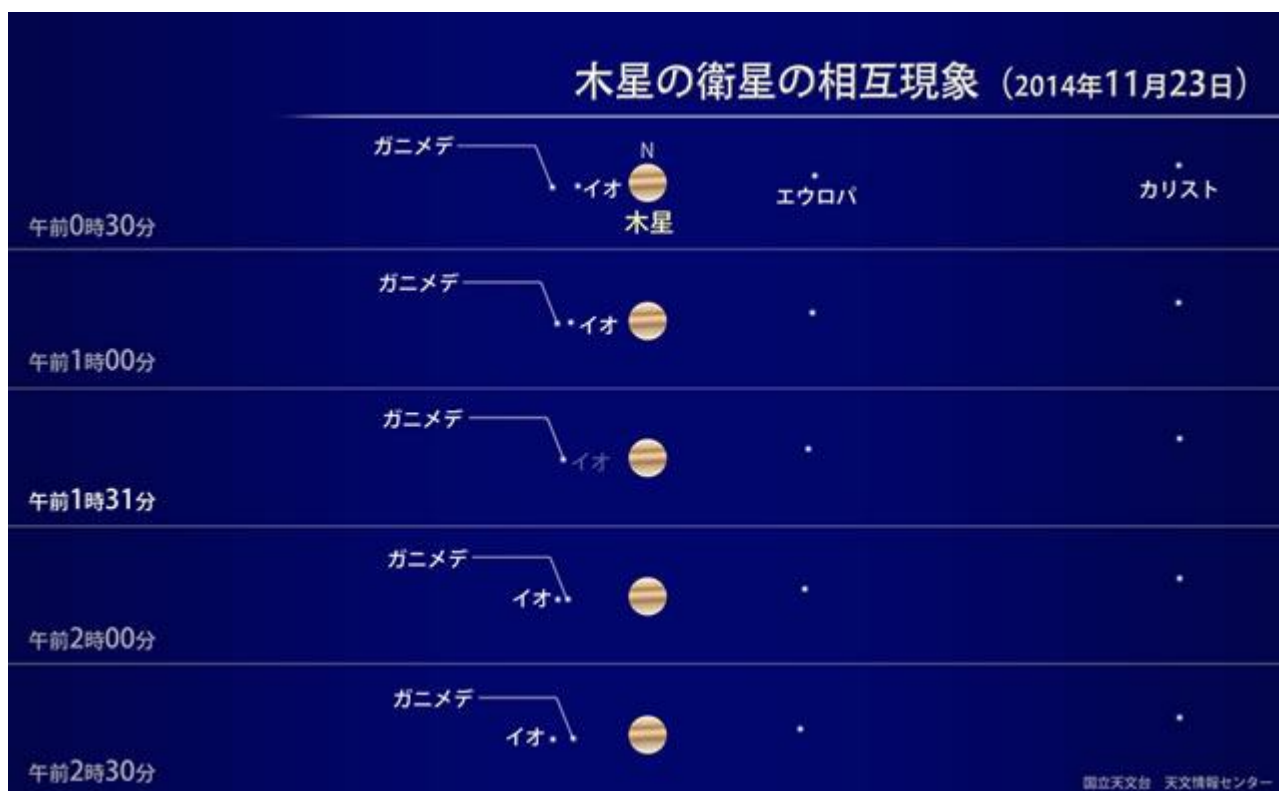 木星の衛星の相互現象（2014年11月23日）
ガニメデ
イオ
N
木星
エウロパ
カリスト
午前0時30分
ガニメデ
イオ
午前1時00分
ガニメデ
イオ
午前1時31分
ガニメデ
イオ
午前2時00分
ガニメデ
イオ
午前2時30分
国立天文台　天文情報センター